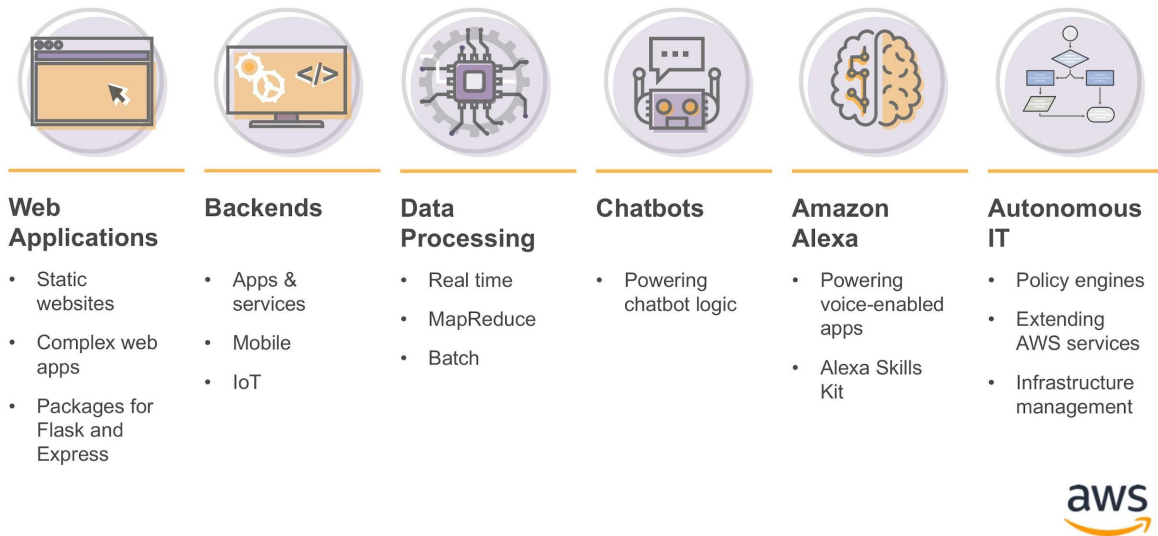 </>
Web
Applications
• Static
websites
• Complex web
apps
• Packages for
Flask and
Express
Backends
• Apps &
services
• Mobile
• IoT
Data
Processing
• Real time
• MapReduce
• Batch
Chatbots
• Powering
chatbot logic
Amazon
Alexa
• Powering
voice-enabled
apps
• Alexa Skills
Kit
Autonomous
IT
• Policy engines
• Extending
AWS services
• Infrastructure
management
aws